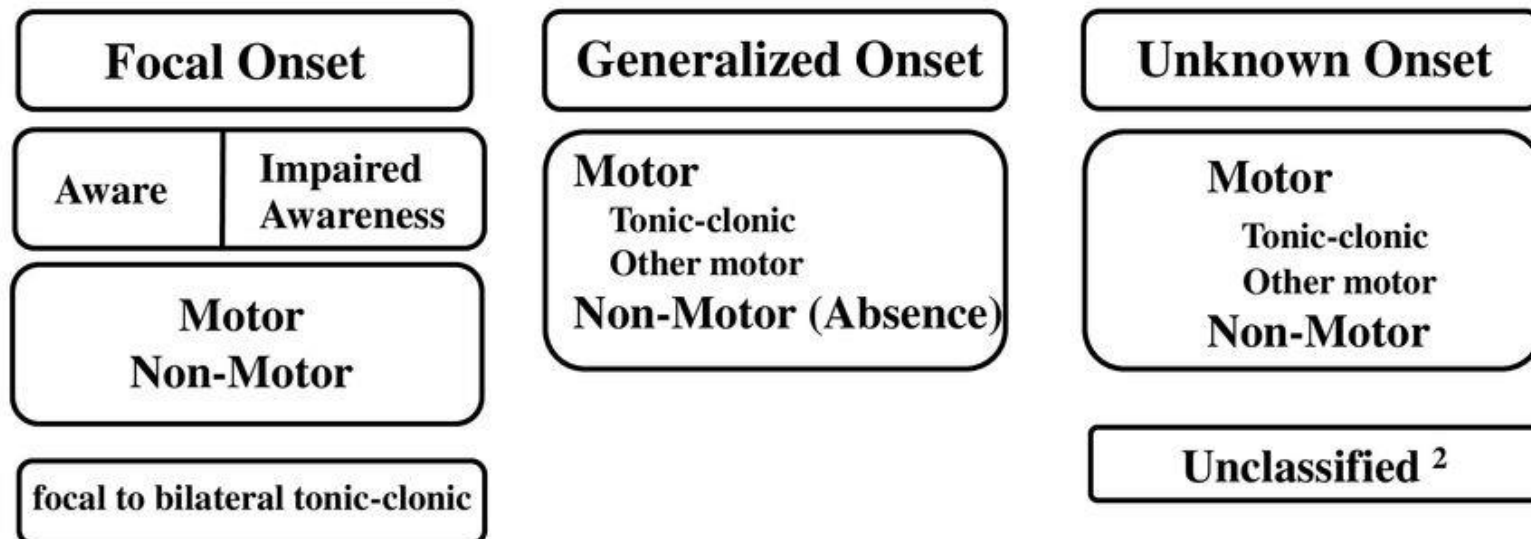 Focal Onset
Aware
Impaired
Awareness
Motor
Non-Motor
focal to bilateral tonic-clonic
Generalized Onset
Motor
Tonic-clonic
Other motor
Non-Motor (Absence)
Unknown Onset
Motor
Tonic-clonic
Other motor
Non-Motor
Unclassified ²